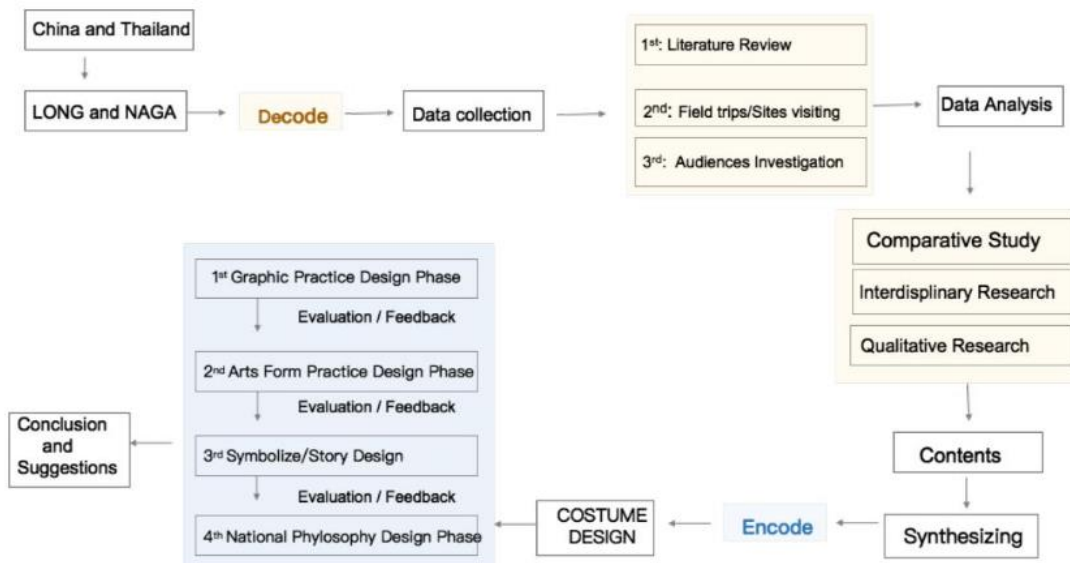 China and Thailand
LONG and NAGA
Decode
Data collection
1st: Literature Review
2nd: Field trips/Sites visiting
3rd: Audiences Investigation
Data Analysis
Comparative Study
Interdisplinary Research
Qualitative Research
Contents
Synthesizing
Encode
COSTUME
DESIGN
1st Graphic Practice Design Phase
Evaluation / Feedback
2nd Arts Form Practice Design Phase
Evaluation / Feedback
3rd Symbolize/Story Design
Evaluation / Feedback
4th National Phylosophy Design Phase
Conclusion
and
Suggestions